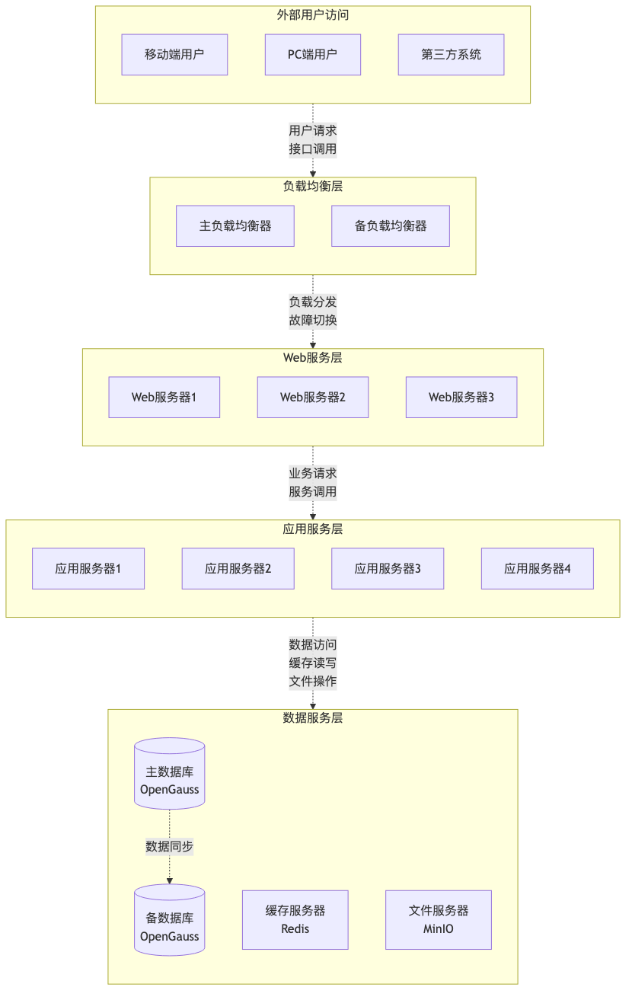 外部用户访问
移动端用户
PC端用户
第三方系统
用户请求
接口调用
负载均衡层
主负载均衡器
备负载均衡器
负载分发
故障切换
Web服务层
Web服务器1
Web服务器2
Web服务器3
业务请求
服务调用
应用服务层
应用服务器1
应用服务器2
应用服务器3
应用服务器4
数据访问
缓存读写
文件操作
数据服务层
主数据库
OpenGauss
数据同步
备数据库
OpenGauss
缓存服务器
Redis
文件服务器
MinIO